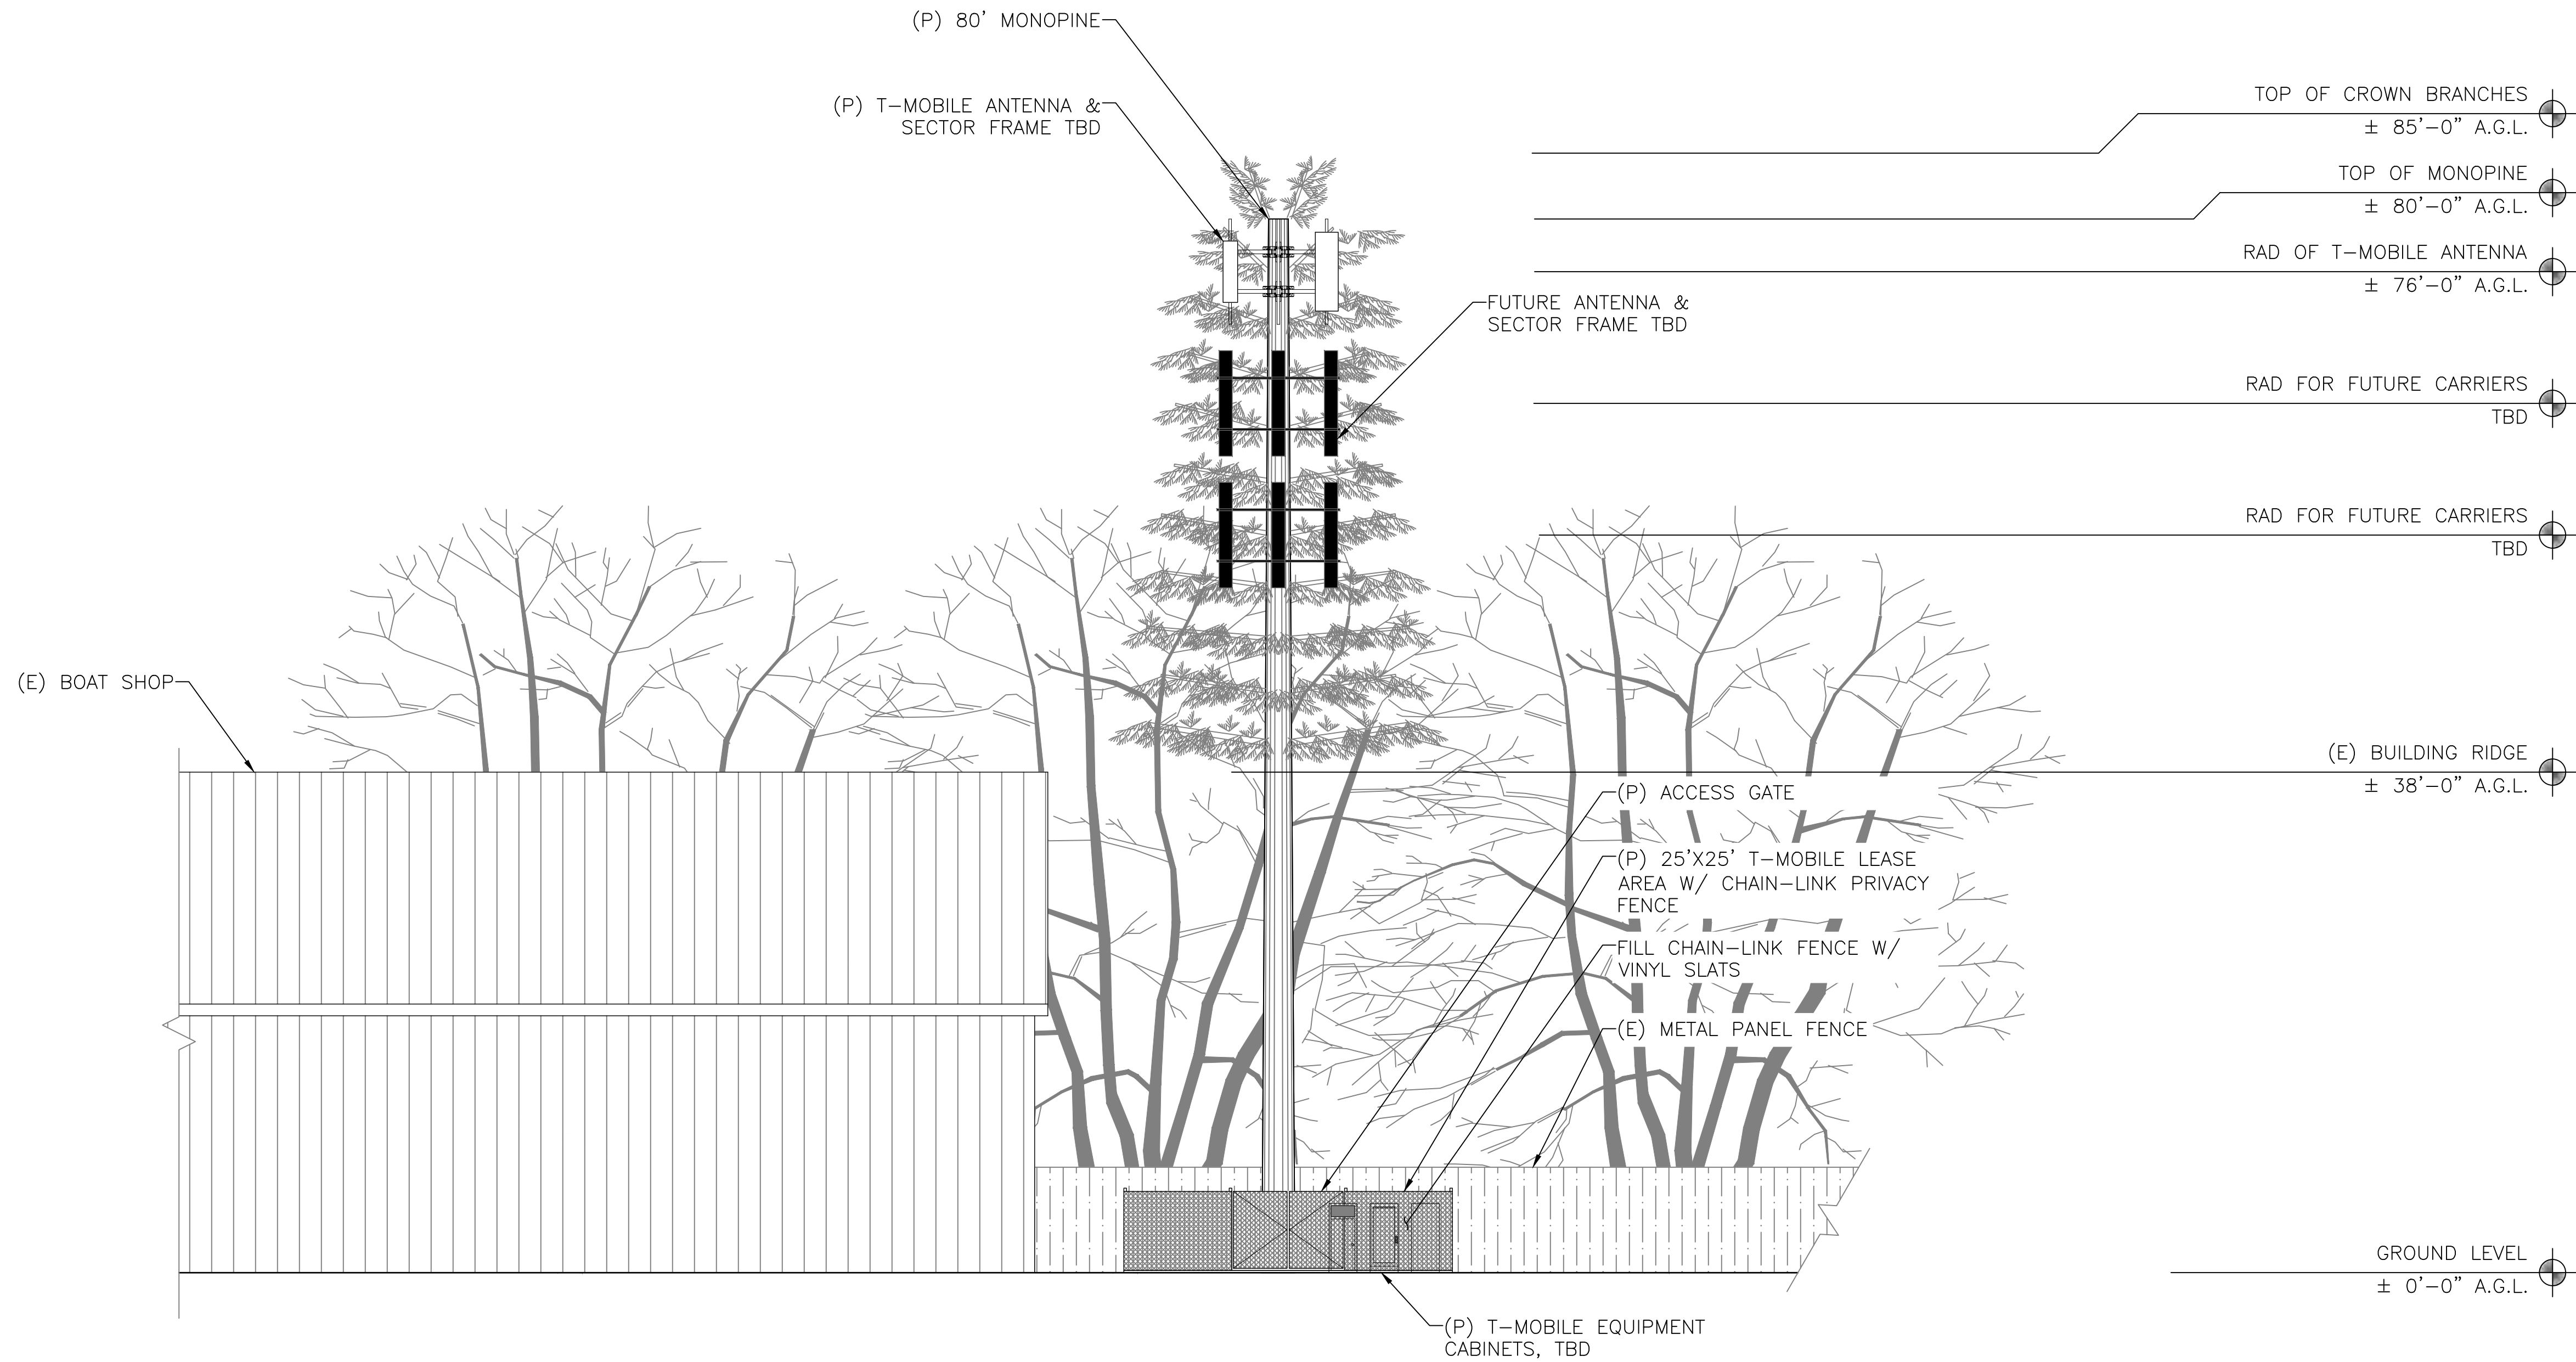 (P) 80' MONOPINE
(P) T-MOBILE ANTENNA &
SECTOR FRAME TBD
TOP OF CROWN BRANCHES
± 85'-0" A.G.L.
TOP OF MONOPINE
± 80'-0" A.G.L.
RAD OF T-MOBILE ANTENNA
± 76'-0" A.G.L.
FUTURE ANTENNA &
SECTOR FRAME TBD
RAD FOR FUTURE CARRIERS
TBD
RAD FOR FUTURE CARRIERS
TBD
(E) BOAT SHOP
(E) BUILDING RIDGE
± 38'-0" A.G.L.
(P) ACCESS GATE
(P) 25'X25' T-MOBILE LEASE
AREA W/ CHAIN-LINK PRIVACY
FENCE
FILL CHAIN-LINK FENCE W/
VINYL SLATS
(E) METAL PANEL FENCE
GROUND LEVEL
± 0'-0" A.G.L.
(P) T-MOBILE EQUIPMENT
CABINETS, TBD